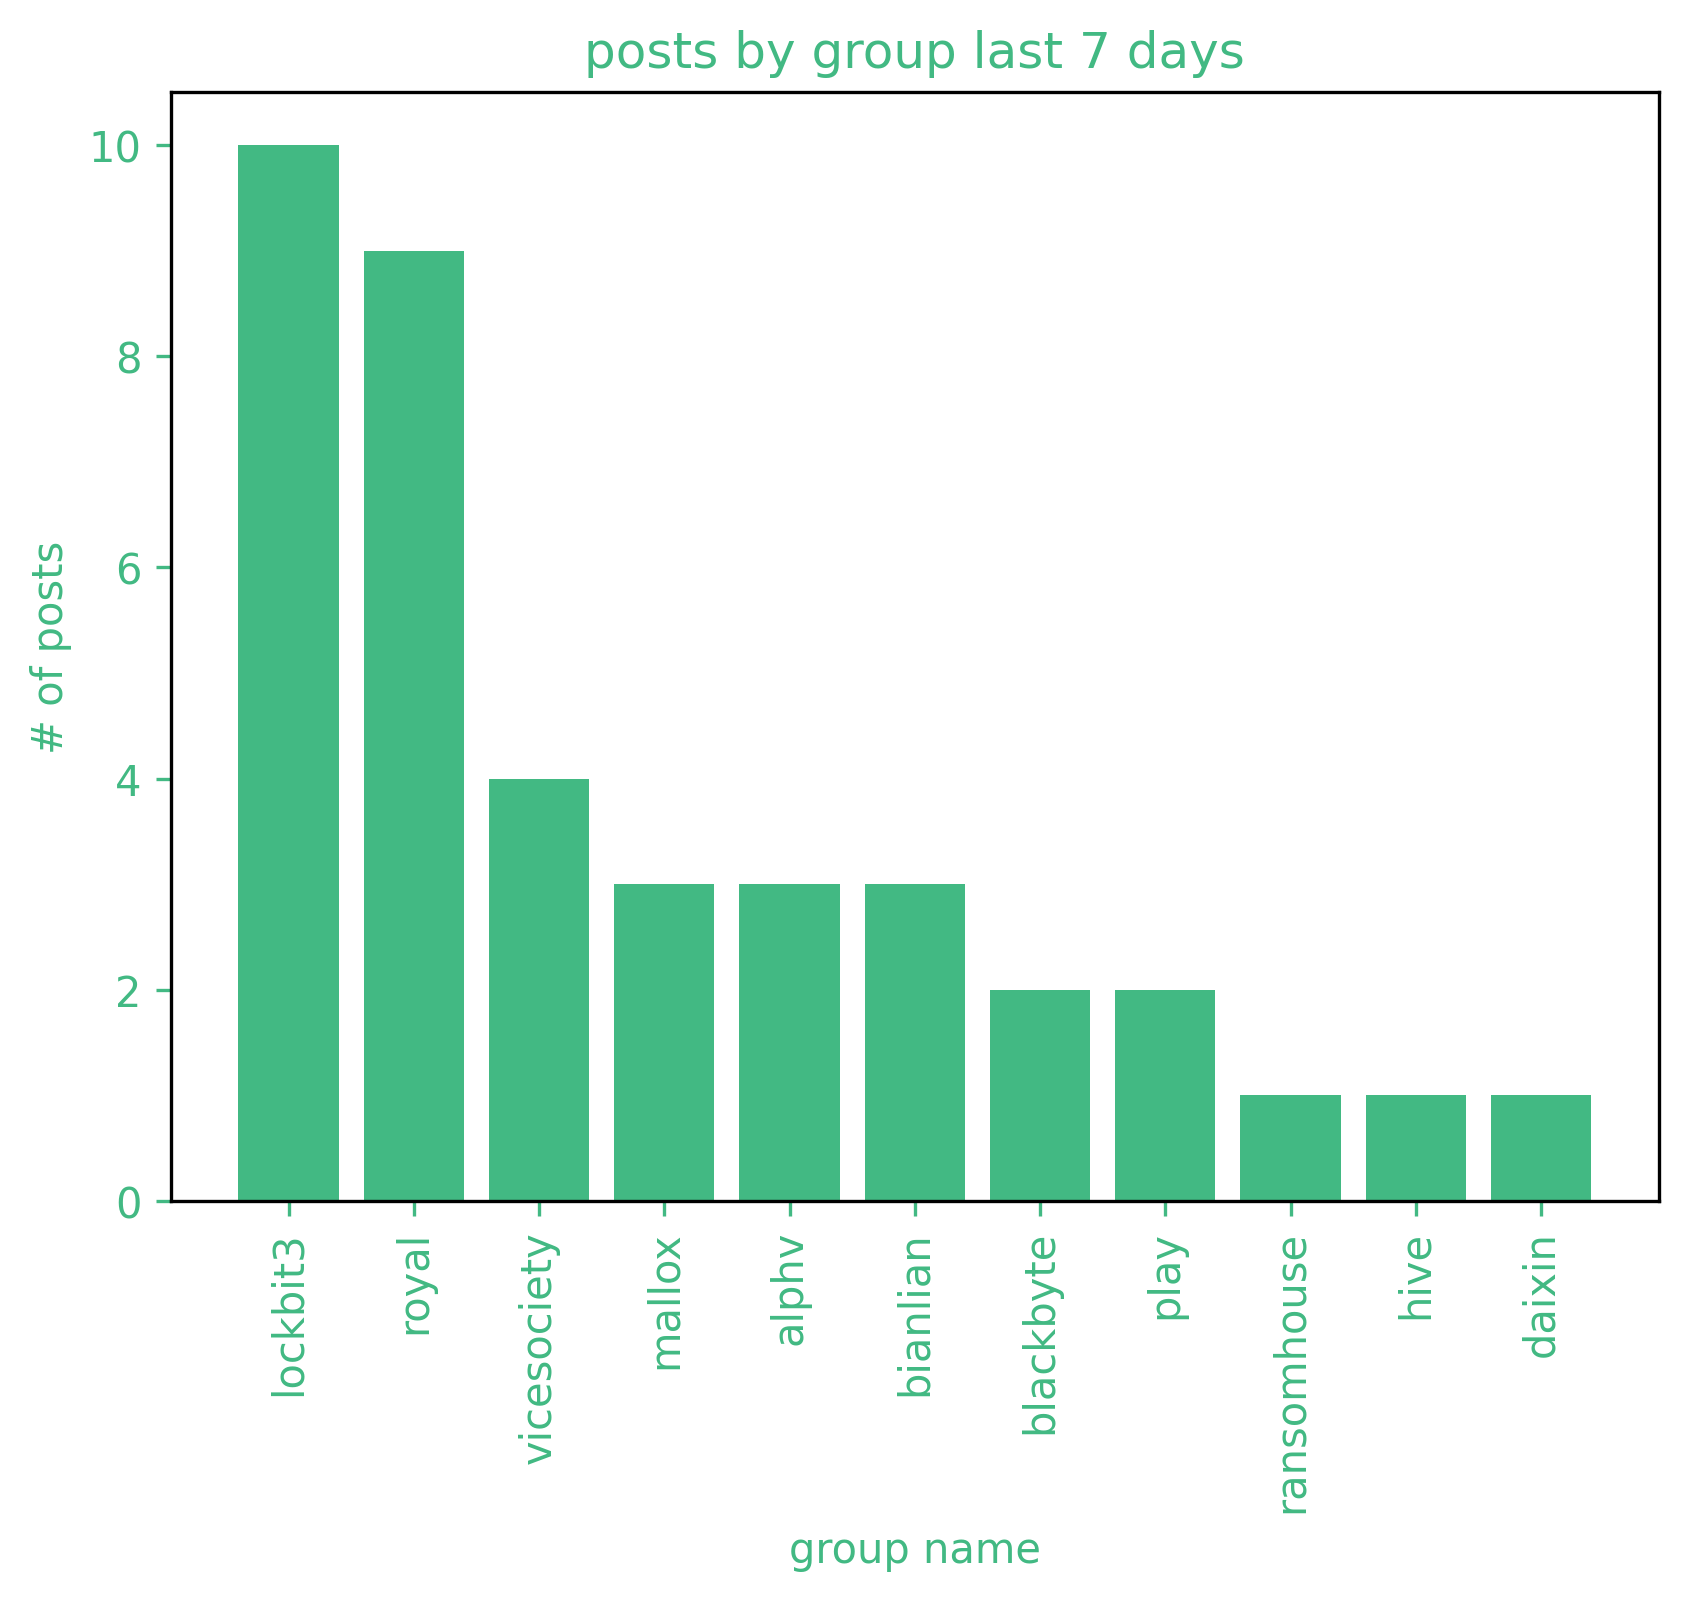 posts by group last 7 days
# of posts
10
8
6
4
2
0
lockbit3
royal
vicesociety
mallox
alphv
bianlian
blackbyte
play
ransomhouse
hive
daixin
group name